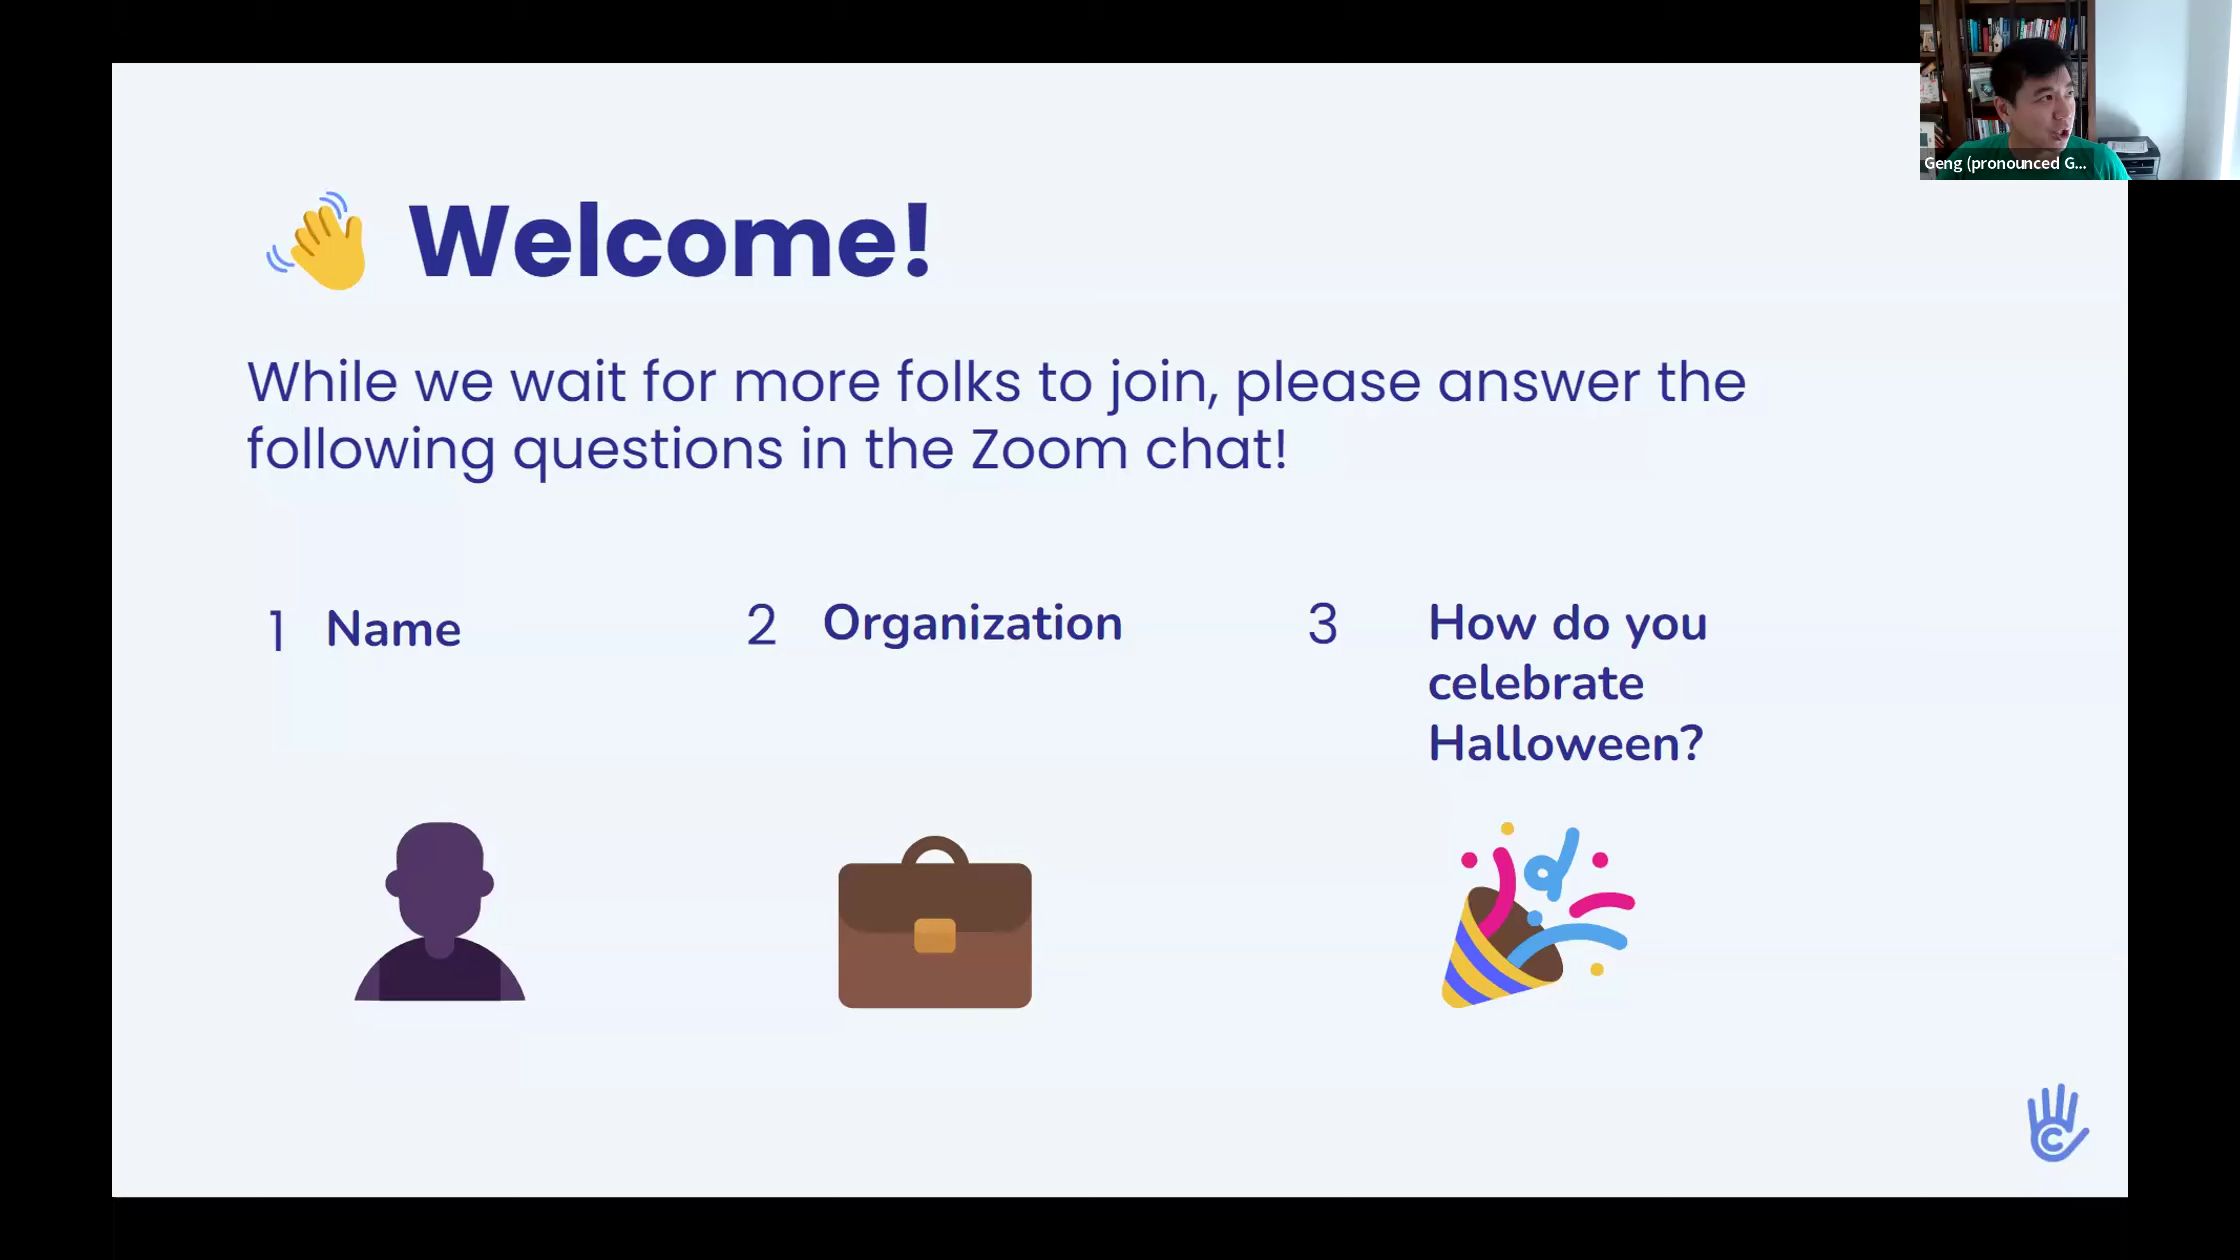 Geng (pronounced G...
Welcome!
While we wait for more folks to join, please answer the
following questions in the Zoom chat!
1 Name
2 Organization
3 How do you
celebrate
Halloween?
C